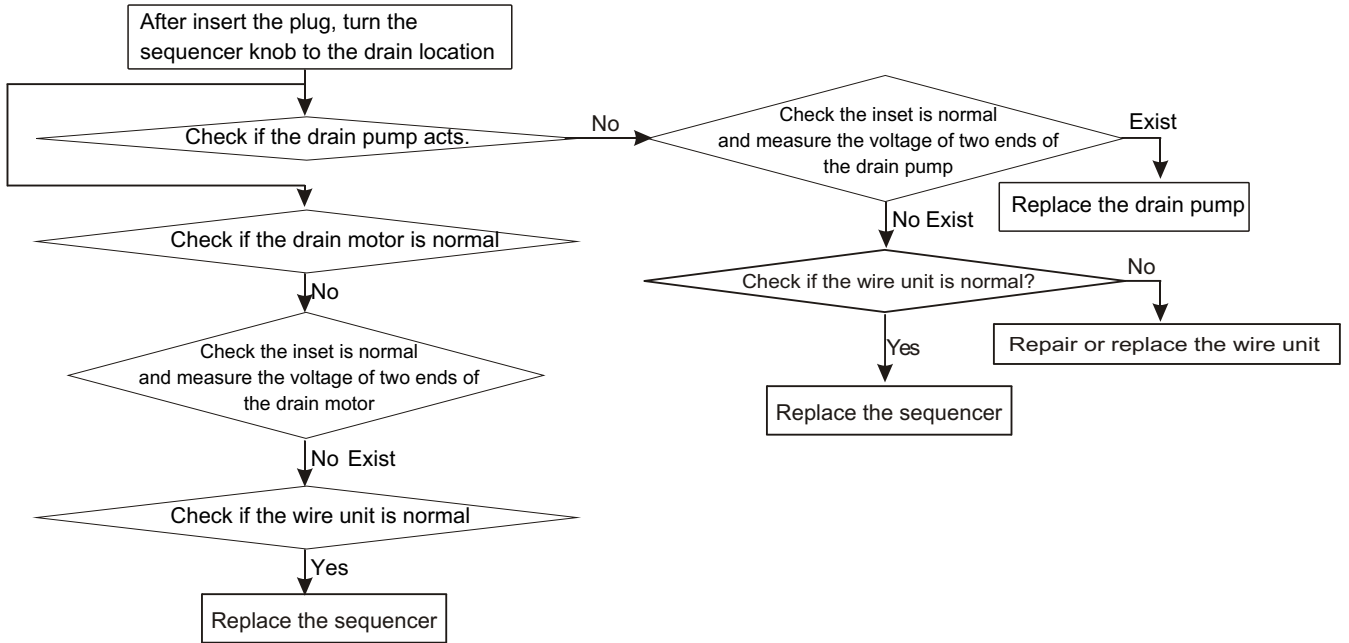 After insert the plug, turn the
sequencer knob to the drain location
Check if the drain pump acts.
No
Check the inset is normal
and measure the voltage of two ends of
the drain pump
Exist
Replace the drain pump
No Exist
Check if the wire unit is normal?
No
Repair or replace the wire unit
Yes
Replace the sequencer
Check if the drain motor is normal
No
Check the inset is normal
and measure the voltage of two ends of
the drain motor
No Exist
Check if the wire unit is normal
Yes
Replace the sequencer